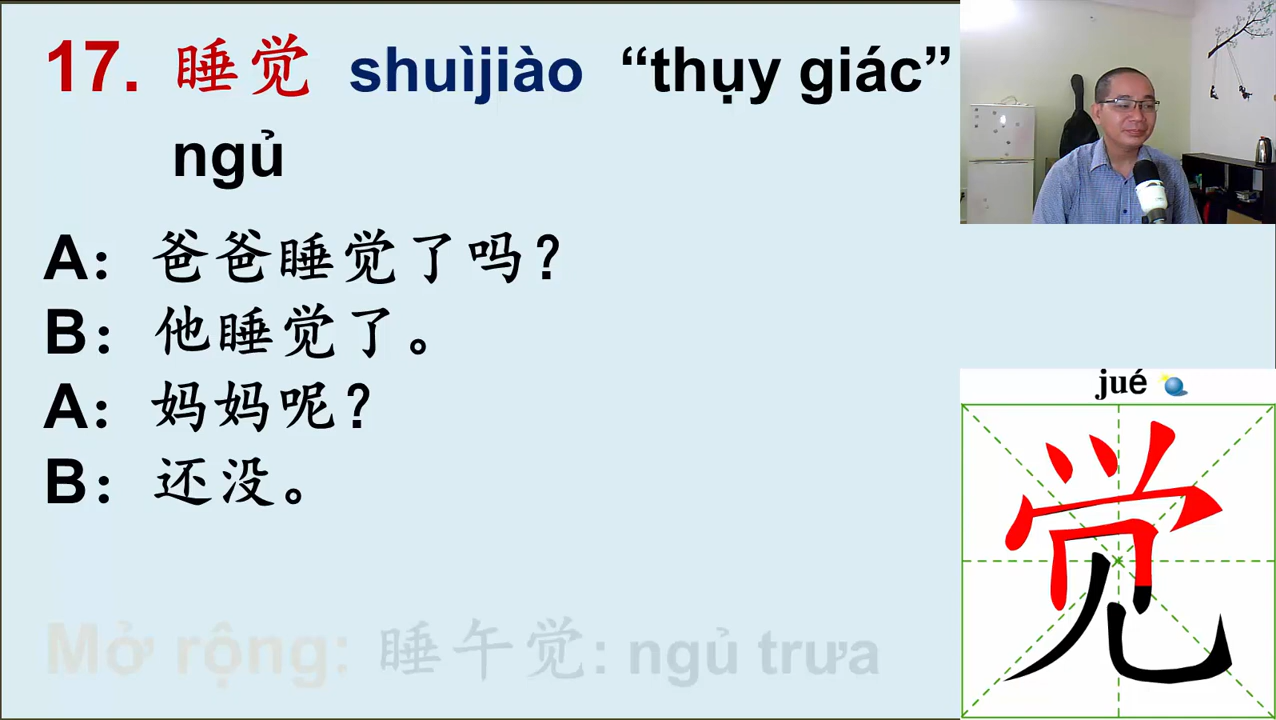 17. 睡觉 shuìjiào “thụy giác”
ngủ
A: 爸爸睡觉了吗?
B: 他睡觉了。
A: 妈妈呢?
B: 还没。
Mở rộng: 睡午觉: ngủ trưa
jué
觉